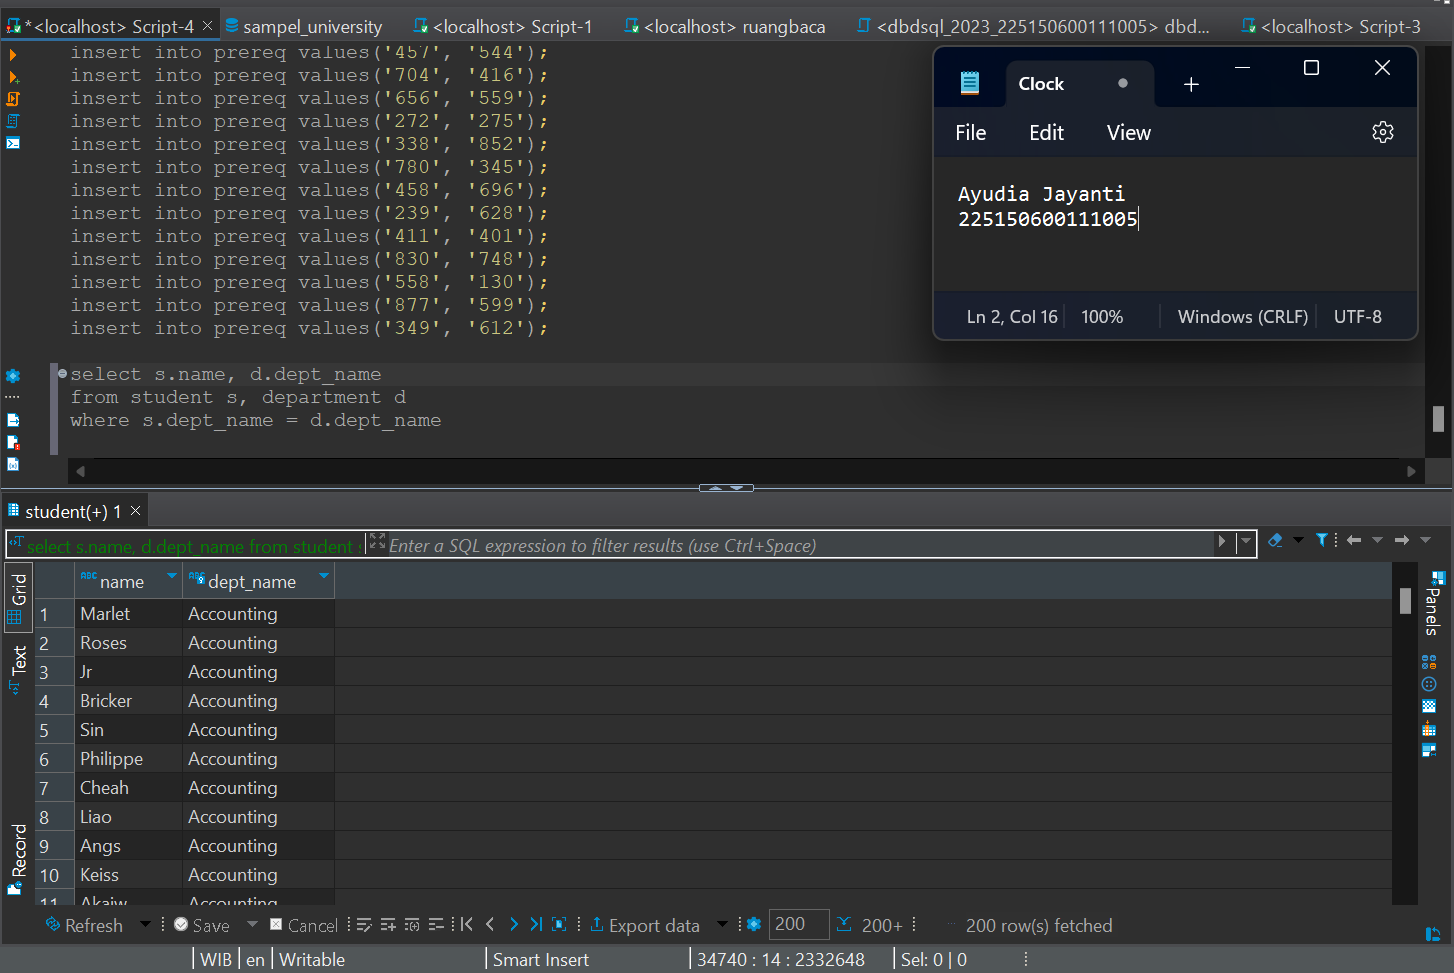 *<localhost> Script-4
sampel_university
<localhost> Script-1
<localhost> ruangbaca
<dbdsql_2023_225150600111005> dbd...
<localhost> Script-3
insert into prereq values('457', '544');
insert into prereq values('704', '416');
insert into prereq values('656', '559');
insert into prereq values('272', '275');
insert into prereq values('338', '852');
insert into prereq values('780', '345');
insert into prereq values('458', '696');
insert into prereq values('239', '628');
insert into prereq values('411', '401');
insert into prereq values('830', '748');
insert into prereq values('558', '130');
insert into prereq values('877', '599');
insert into prereq values('349', '612');
select s.name, d.dept_name
from student s, department d
where s.dept_name = d.dept_name
Clock
File Edit View
Ayudia Jayanti
225150600111005
Ln 2, Col 16 100% Windows (CRLF) UTF-8
student(+) 1
select s.name, d.dept_name from student
Enter a SQL expression to filter results (use Ctrl+Space)
Grid
Text
Record
Panels
name dept_name
1 Marlet Accounting
2 Roses Accounting
3 Jr Accounting
4 Bricker Accounting
5 Sin Accounting
6 Philippe Accounting
7 Cheah Accounting
8 Liao Accounting
9 Angs Accounting
10 Keiss Accounting
11 Akaiw Accounting
Refresh Save Cancel Export data 200 200+ 200 row(s) fetched
WIB en Writable Smart Insert 34740 : 14 : 2332648 Sel: 0 | 0